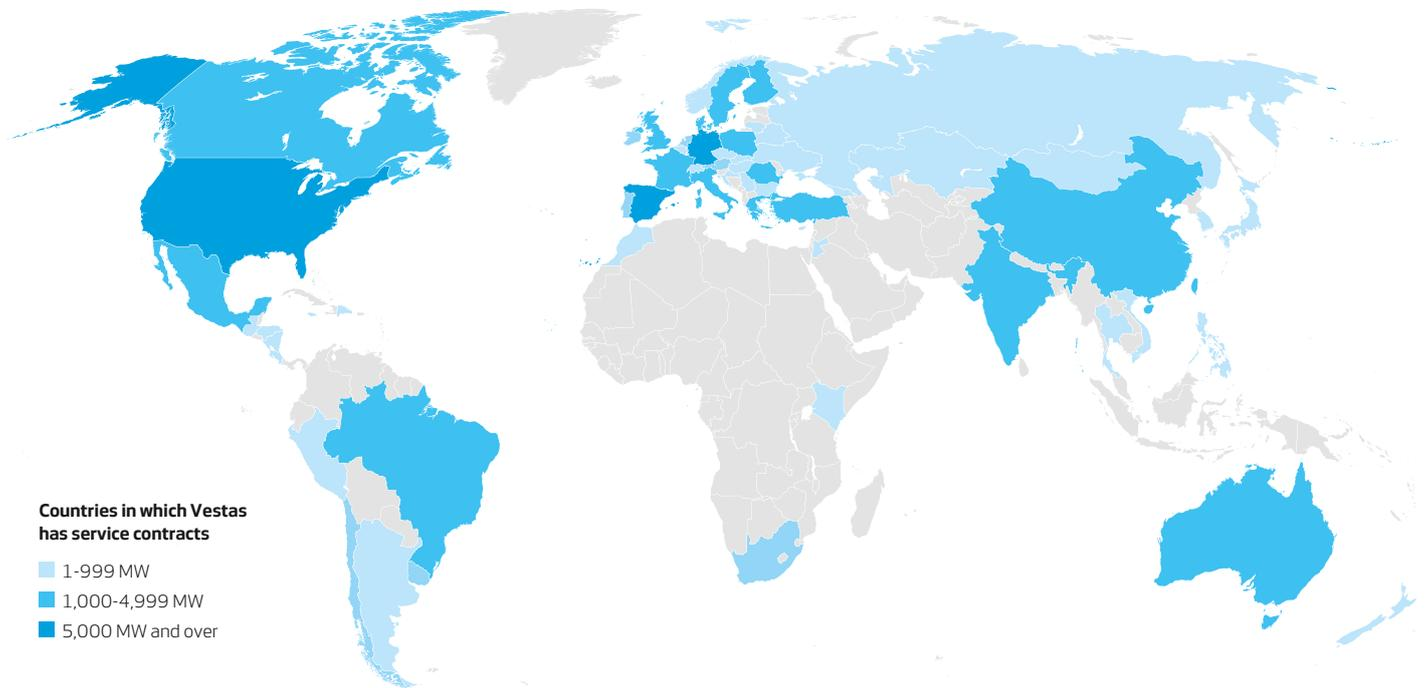 Countries in which Vestas
has service contracts
1-999 MW
1,000-4,999 MW
5,000 MW and over